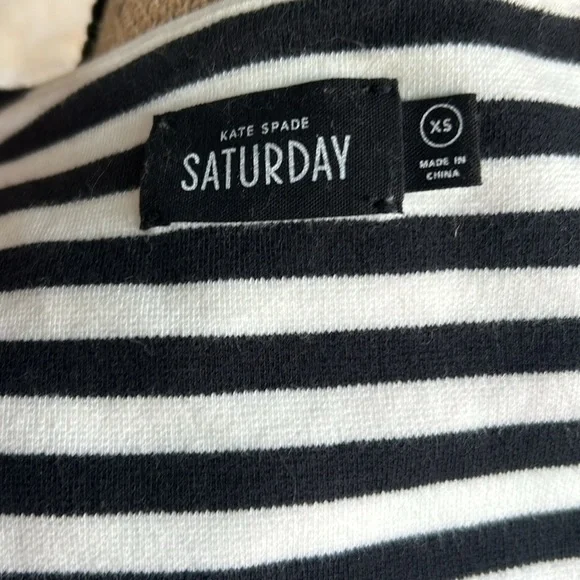 KATE SPADE
SATURDAY
XS
MADE IN
CHINA